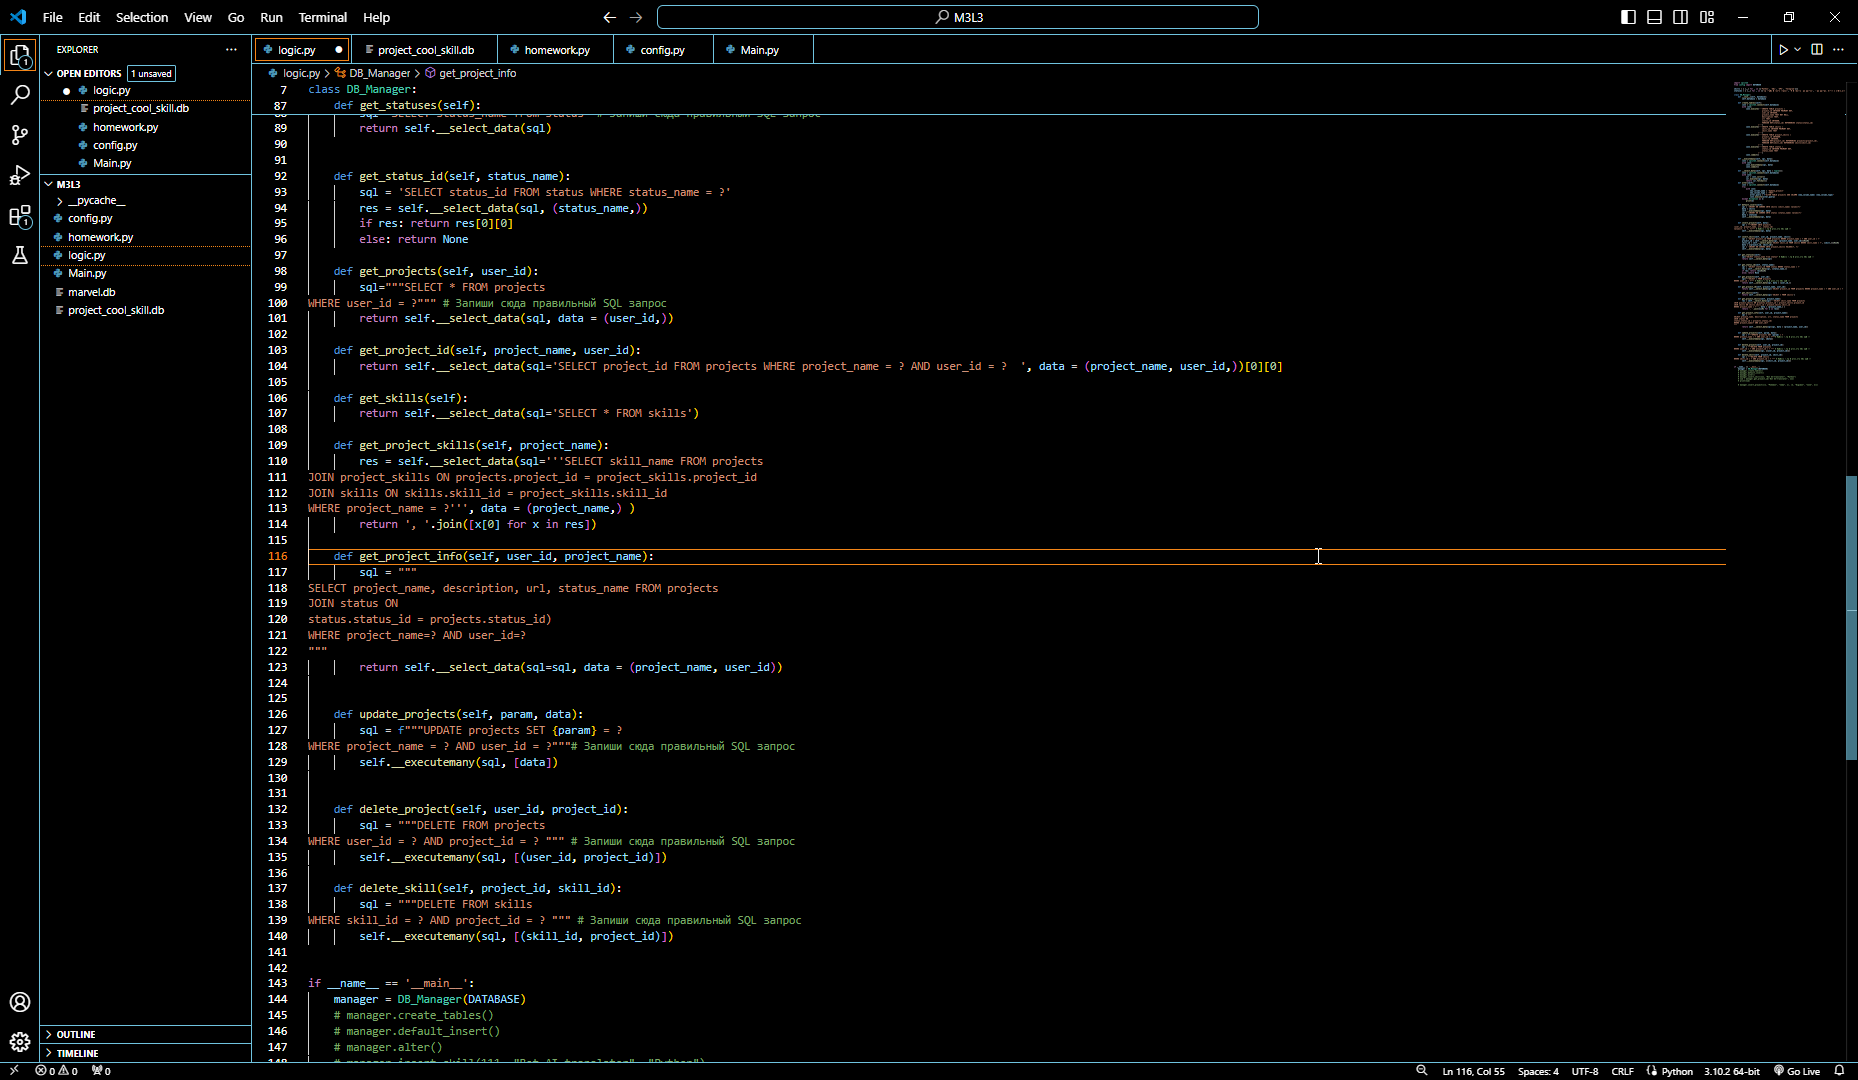 File Edit Selection View Go Run Terminal Help
M3L3
EXPLORER
OPEN EDITORS 1 unsaved
logic.py
project_cool_skill.db
homework.py
config.py
Main.py
M3L3
__pycache__
config.py
homework.py
logic.py
Main.py
marvel.db
project_cool_skill.db
OUTLINE
TIMELINE
logic.py project_cool_skill.db homework.py config.py Main.py
logic.py > DB_Manager > get_project_info
7 class DB_Manager:
87 def get_statuses(self):
88 sql = "SELECT status_name from status" # Запиши сюда правильный SQL запрос
89 return self.__select_data(sql)
90
91
92 def get_status_id(self, status_name):
93 sql = 'SELECT status_id FROM status WHERE status_name = ?'
94 res = self.__select_data(sql, (status_name,))
95 if res: return res[0][0]
96 else: return None
97
98 def get_projects(self, user_id):
99 sql="""SELECT * FROM projects
100 WHERE user_id = ?""" # Запиши сюда правильный SQL запрос
101 return self.__select_data(sql, data = (user_id,))
102
103 def get_project_id(self, project_name, user_id):
104 return self.__select_data(sql='SELECT project_id FROM projects WHERE project_name = ? AND user_id = ?  ', data = (project_name, user_id,))[0][0]
105
106 def get_skills(self):
107 return self.__select_data(sql='SELECT * FROM skills')
108
109 def get_project_skills(self, project_name):
110 res = self.__select_data(sql='''SELECT skill_name FROM projects
111 JOIN project_skills ON projects.project_id = project_skills.project_id
112 JOIN skills ON skills.skill_id = project_skills.skill_id
113 WHERE project_name = ?''', data = (project_name,) )
114 return ', '.join([x[0] for x in res])
115
116 def get_project_info(self, user_id, project_name):
117 sql = """
118 SELECT project_name, description, url, status_name FROM projects
119 JOIN status ON
120 status.status_id = projects.status_id)
121 WHERE project_name=? AND user_id=?
122 """
123 return self.__select_data(sql=sql, data = (project_name, user_id))
124
125
126 def update_projects(self, param, data):
127 sql = f"""UPDATE projects SET {param} = ?
128 WHERE project_name = ? AND user_id = ?"""# Запиши сюда правильный SQL запрос
129 self.__executemany(sql, [data])
130
131
132 def delete_project(self, user_id, project_id):
133 sql = """DELETE FROM projects
134 WHERE user_id = ? AND project_id = ? """ # Запиши сюда правильный SQL запрос
135 self.__executemany(sql, [(user_id, project_id)])
136
137 def delete_skill(self, project_id, skill_id):
138 sql = """DELETE FROM skills
139 WHERE skill_id = ? AND project_id = ? """ # Запиши сюда правильный SQL запрос
140 self.__executemany(sql, [(skill_id, project_id)])
141
142
143 if __name__ == '__main__':
144 manager = DB_Manager(DATABASE)
145 # manager.create_tables()
146 # manager.default_insert()
147 # manager.alter()
0 0 0 Ln 116, Col 55 Spaces: 4 UTF-8 CRLF Python 3.10.2 64-bit Go Live